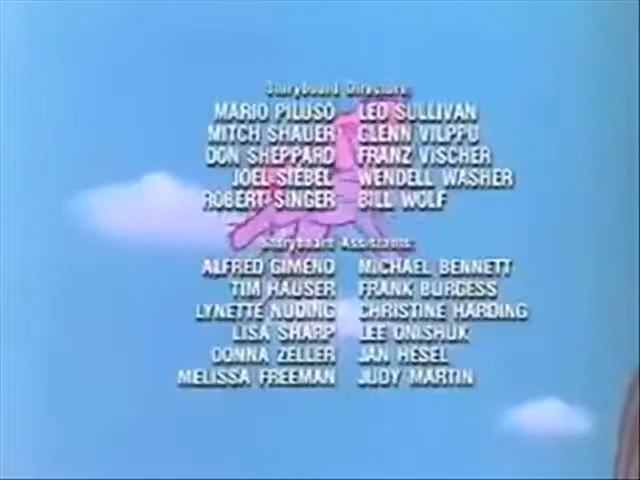 Storyboard Directors:
MARIO PILUSO LEO SULLIVAN
MITCH SHAUER GLENN VILPPU
DON SHEPPARD FRANZ VISCHER
JOEL SIEBEL WENDELL WASHER
ROBERT SINGER BILL WOLF
Storyboard Assistants:
ALFRED GIMENO MICHAEL BENNETT
TIM HAUSER FRANK BURGESS
LYNETTE NUDING CHRISTINE HARDING
LISA SHARP LEE ONISHUK
DONNA ZELLER JAN HESEL
MELISSA FREEMAN JUDY MARTIN